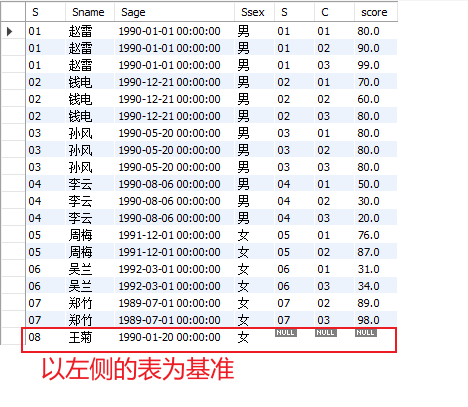 S Sname Sage Ssex S C score
01 赵雷 1990-01-01 00:00:00 男 01 01 80.0
01 赵雷 1990-01-01 00:00:00 男 01 02 90.0
01 赵雷 1990-01-01 00:00:00 男 01 03 99.0
02 钱电 1990-12-21 00:00:00 男 02 01 70.0
02 钱电 1990-12-21 00:00:00 男 02 02 60.0
02 钱电 1990-12-21 00:00:00 男 02 03 80.0
03 孙风 1990-05-20 00:00:00 男 03 01 80.0
03 孙风 1990-05-20 00:00:00 男 03 02 80.0
03 孙风 1990-05-20 00:00:00 男 03 03 80.0
04 李云 1990-08-06 00:00:00 男 04 01 50.0
04 李云 1990-08-06 00:00:00 男 04 02 30.0
04 李云 1990-08-06 00:00:00 男 04 03 20.0
05 周梅 1991-12-01 00:00:00 女 05 01 76.0
05 周梅 1991-12-01 00:00:00 女 05 02 87.0
06 吴兰 1992-03-01 00:00:00 女 06 01 31.0
06 吴兰 1992-03-01 00:00:00 女 06 03 34.0
07 郑竹 1989-07-01 00:00:00 女 07 02 89.0
07 郑竹 1989-07-01 00:00:00 女 07 03 98.0
08 王菊 1990-01-20 00:00:00 女 NULL NULL NULL
以左侧的表为基准